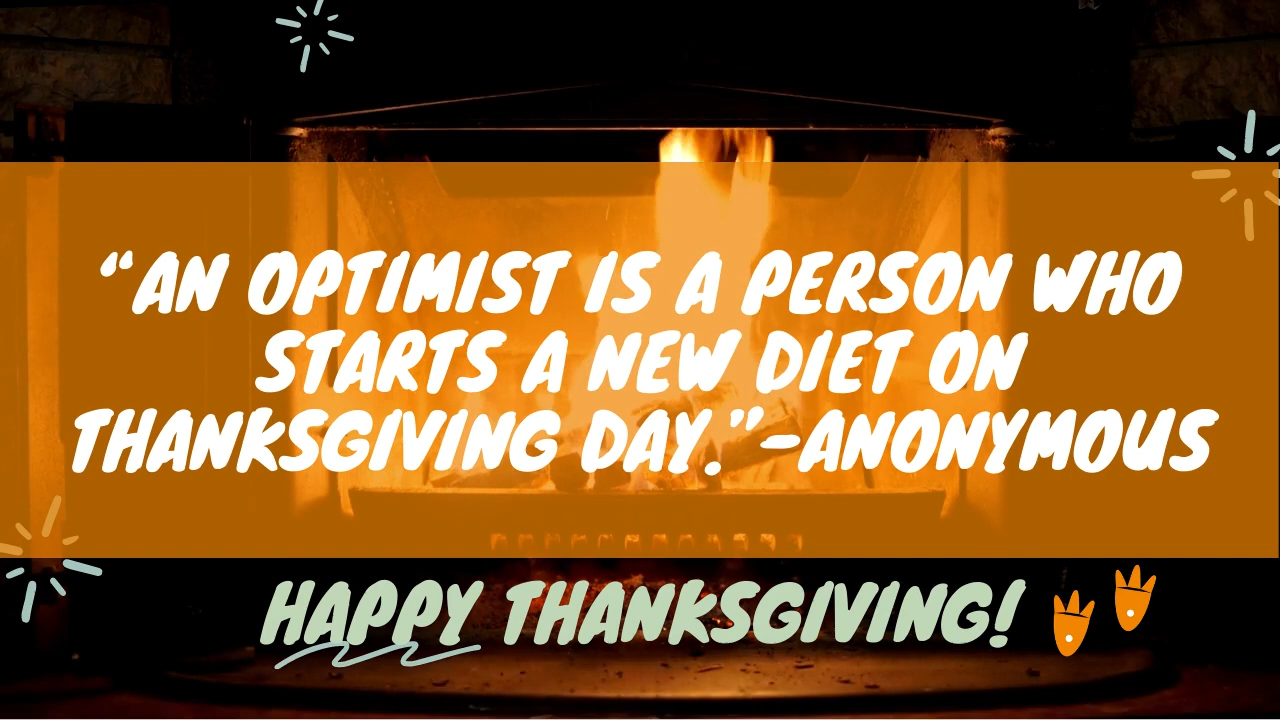 “AN OPTIMIST IS A PERSON WHO
STARTS A NEW DIET ON
THANKSGIVING DAY.”-ANONYMOUS
HAPPY THANKSGIVING!